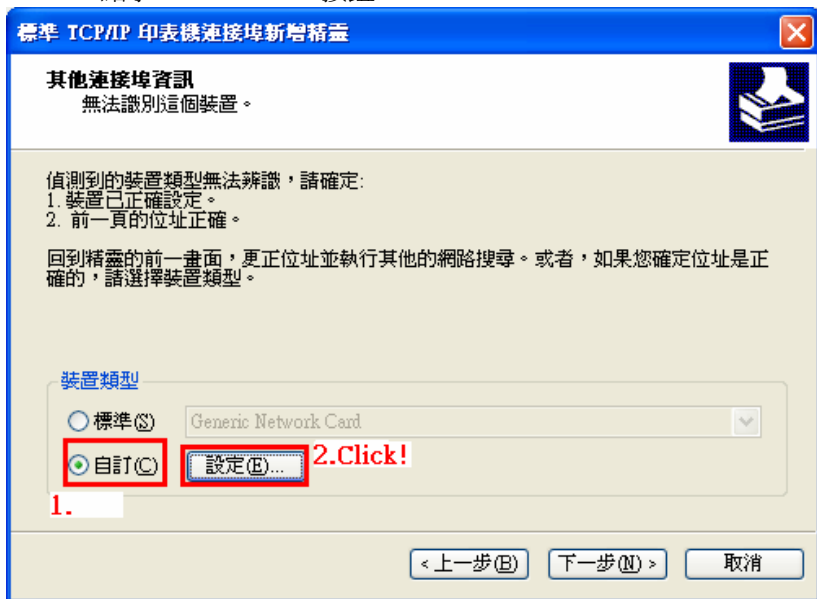 標準 TCP/IP 印表機連接埠新增精靈
其他連接埠資訊
無法識別這個裝置。
偵測到的裝置類型無法辨識，請確定:
1. 裝置已正確設定。
2. 前一頁的位址正確。
回到精靈的前一畫面，更正位址並執行其他的網路搜尋。或者，如果您確定位址是正
確的，請選擇裝置類型。
裝置類型
標準(S) Generic Network Card
自訂(C) 設定(E)... 2.Click!
1.
<上一步(B) 下一步(N)> 取消